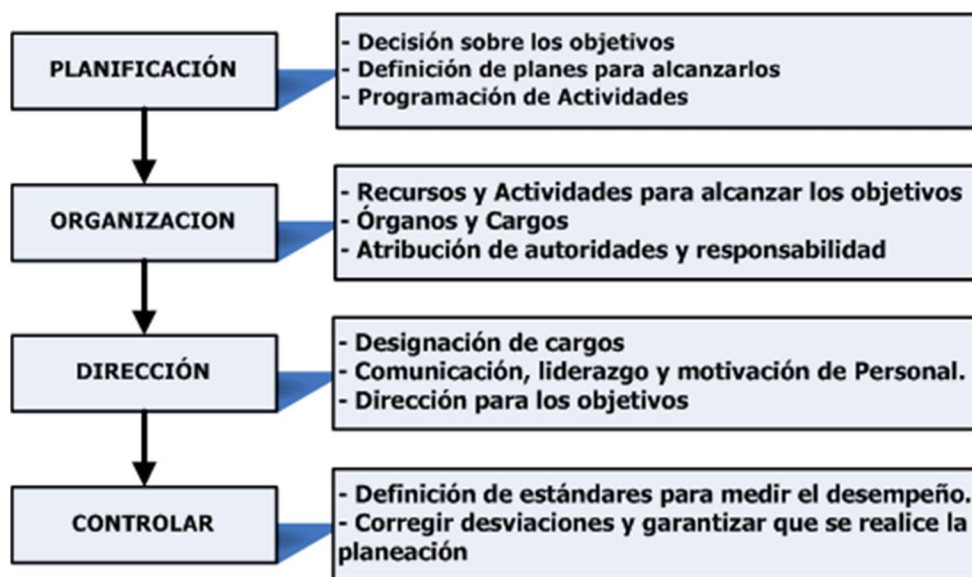 PLANIFICACIÓN
- Decisión sobre los objetivos
- Definición de planes para alcanzarlos
- Programación de Actividades
ORGANIZACION
- Recursos y Actividades para alcanzar los objetivos
- Órganos y Cargos
- Atribución de autoridades y responsabilidad
DIRECCIÓN
- Designación de cargos
- Comunicación, liderazgo y motivación de Personal.
- Dirección para los objetivos
CONTROLAR
- Definición de estándares para medir el desempeño.
- Corregir desviaciones y garantizar que se realice la
planeación